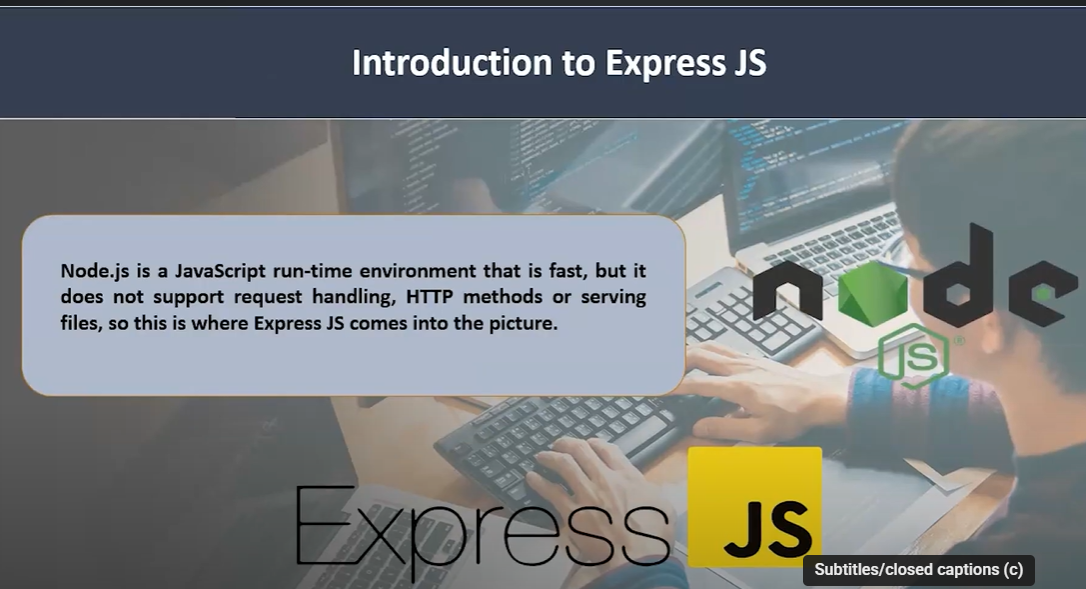 Introduction to Express JS
Node.js is a JavaScript run-time environment that is fast, but it
does not support request handling, HTTP methods or serving
files, so this is where Express JS comes into the picture.
node
JS®
Express JS
Subtitles/closed captions (c)